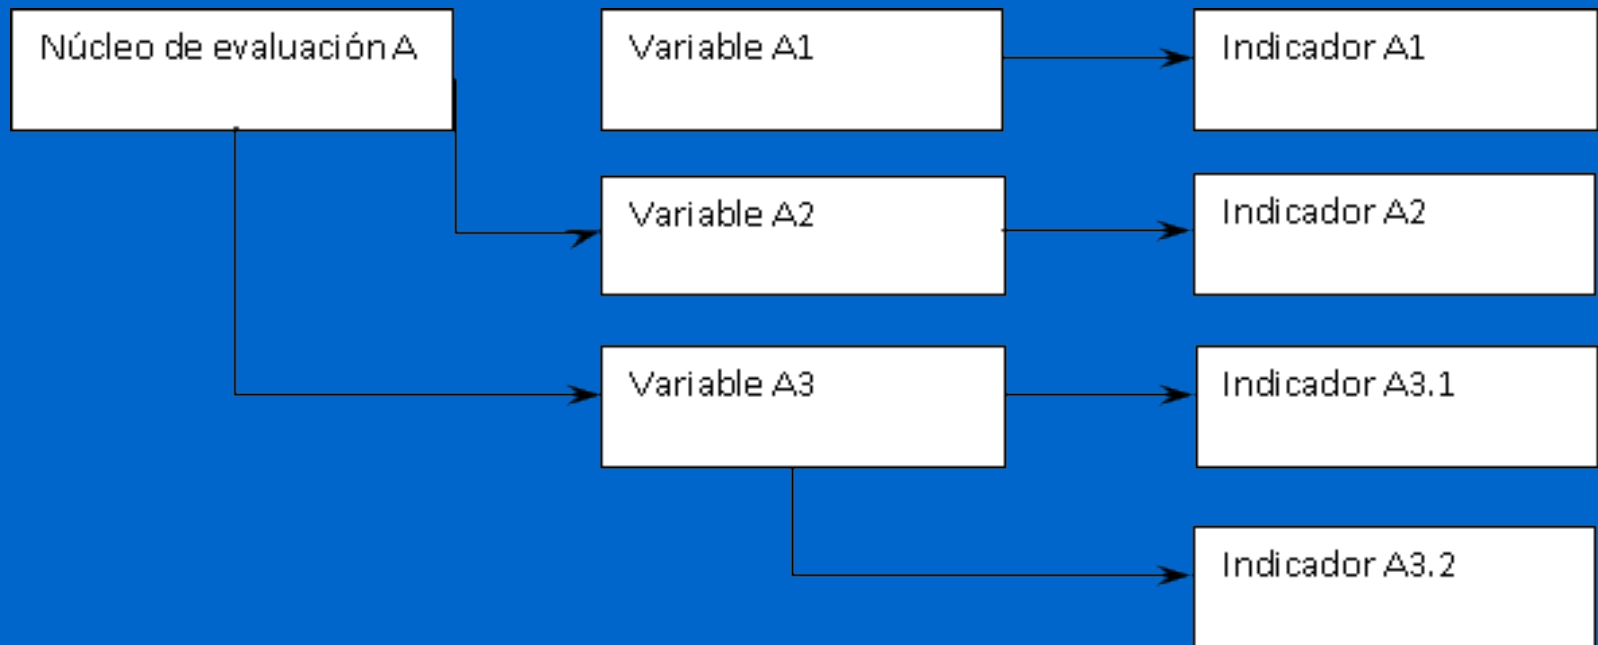 Núcleo de evaluación A
Variable A1
Indicador A1
Variable A2
Indicador A2
Variable A3
Indicador A3.1
Indicador A3.2